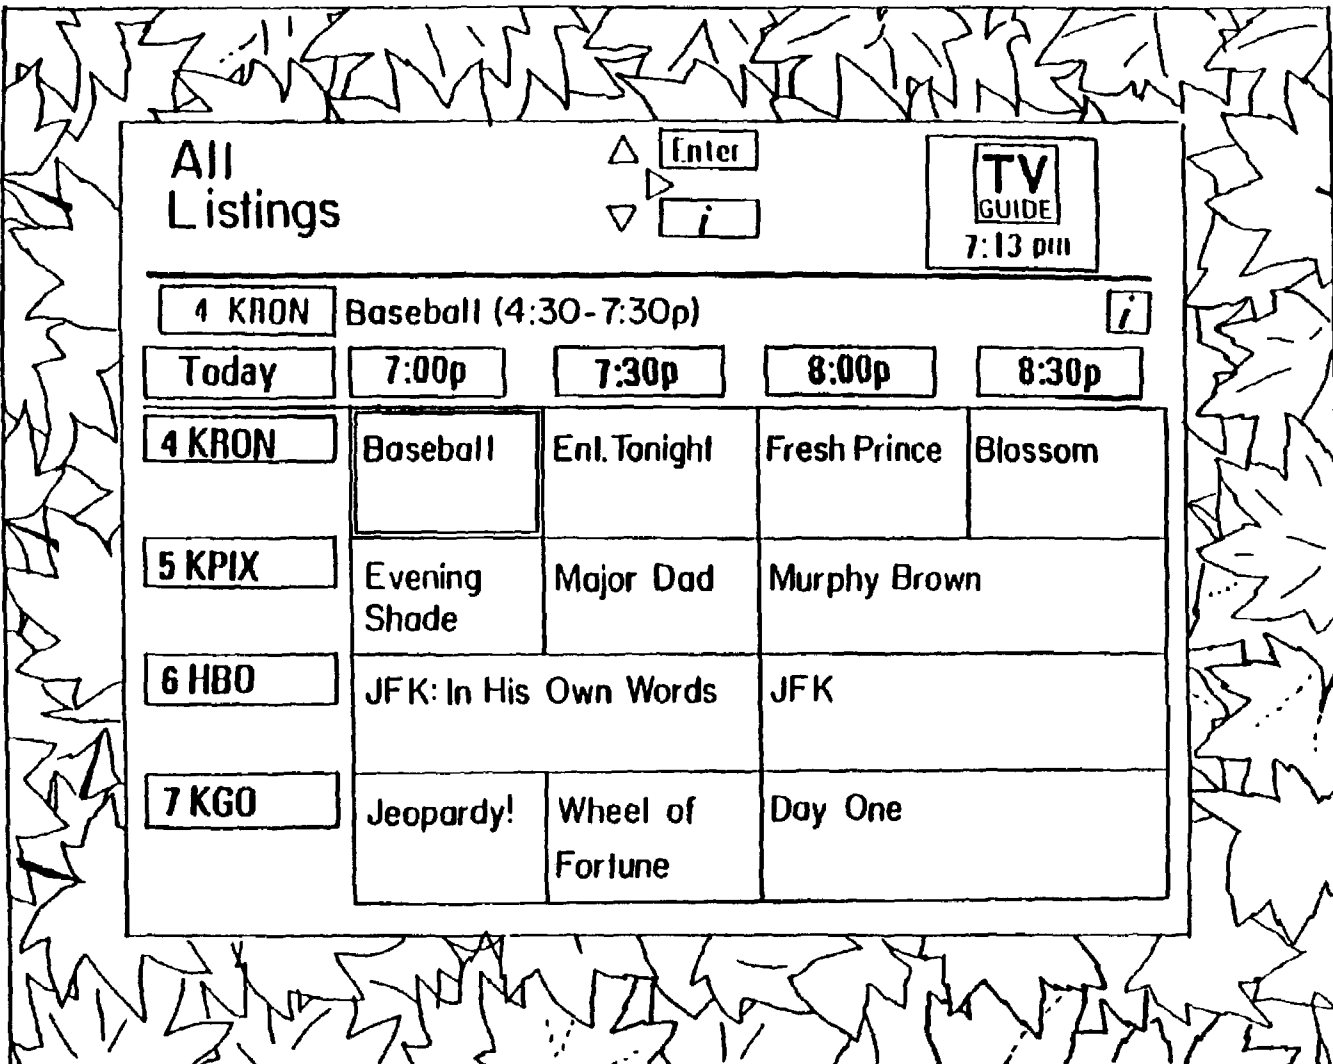 All
Listings
Enter
i
TV
GUIDE
7:13 pm
4 KRON Baseball (4:30-7:30p) i
Today 7:00p 7:30p 8:00p 8:30p
4 KRON Baseball Ent. Tonight Fresh Prince Blossom
5 KPIX Evening Shade Major Dad Murphy Brown
6 HBO JFK: In His Own Words JFK
7 KGO Jeopardy! Wheel of Fortune Day One